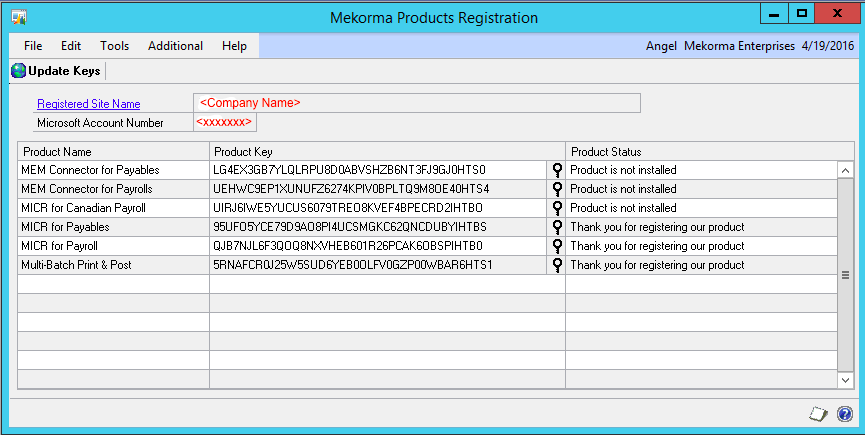 Mekorma Products Registration
File Edit Tools Additional Help Angel Mekorma Enterprises 4/19/2016
Update Keys
Registered Site Name <Company Name>
Microsoft Account Number <xxxxxxx>
Product Name Product Key Product Status
MEM Connector for Payables LG4EX3GB7YLQLRPU8D0ABVSHZB6NT3FJ9GJ0HTS0 Product is not installed
MEM Connector for Payrolls UEHWC9EP1XUNUFZ6274KPIV0BPLTQ9M8OE40HTS4 Product is not installed
MICR for Canadian Payroll UIRJ6IWE5YUCUS6079TREO8KVEF4BPECRD2IHTBO Product is not installed
MICR for Payables 95UFO5YCE79D9AO8PI4UCSMGKC62QNCDUBYIHTBS Thank you for registering our product
MICR for Payroll QJB7NJL6F3QOQ8NXVHEB601R26PCAK6OBSPIHTB0 Thank you for registering our product
Multi-Batch Print & Post 5RNAFCR0J25W5SUD6YEB0OLFV0GZP00WBAR6HTS1 Thank you for registering our product